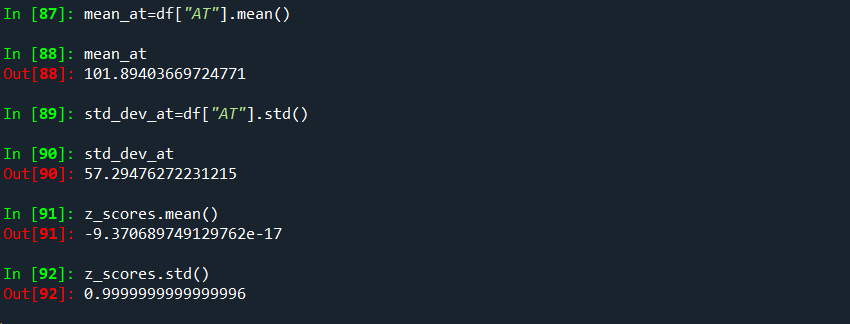 In [87]: mean_at=df["AT"].mean()
In [88]: mean_at
Out[88]: 101.89403669724771
In [89]: std_dev_at=df["AT"].std()
In [90]: std_dev_at
Out[90]: 57.29476272231215
In [91]: z_scores.mean()
Out[91]: -9.370689749129762e-17
In [92]: z_scores.std()
Out[92]: 0.9999999999999996